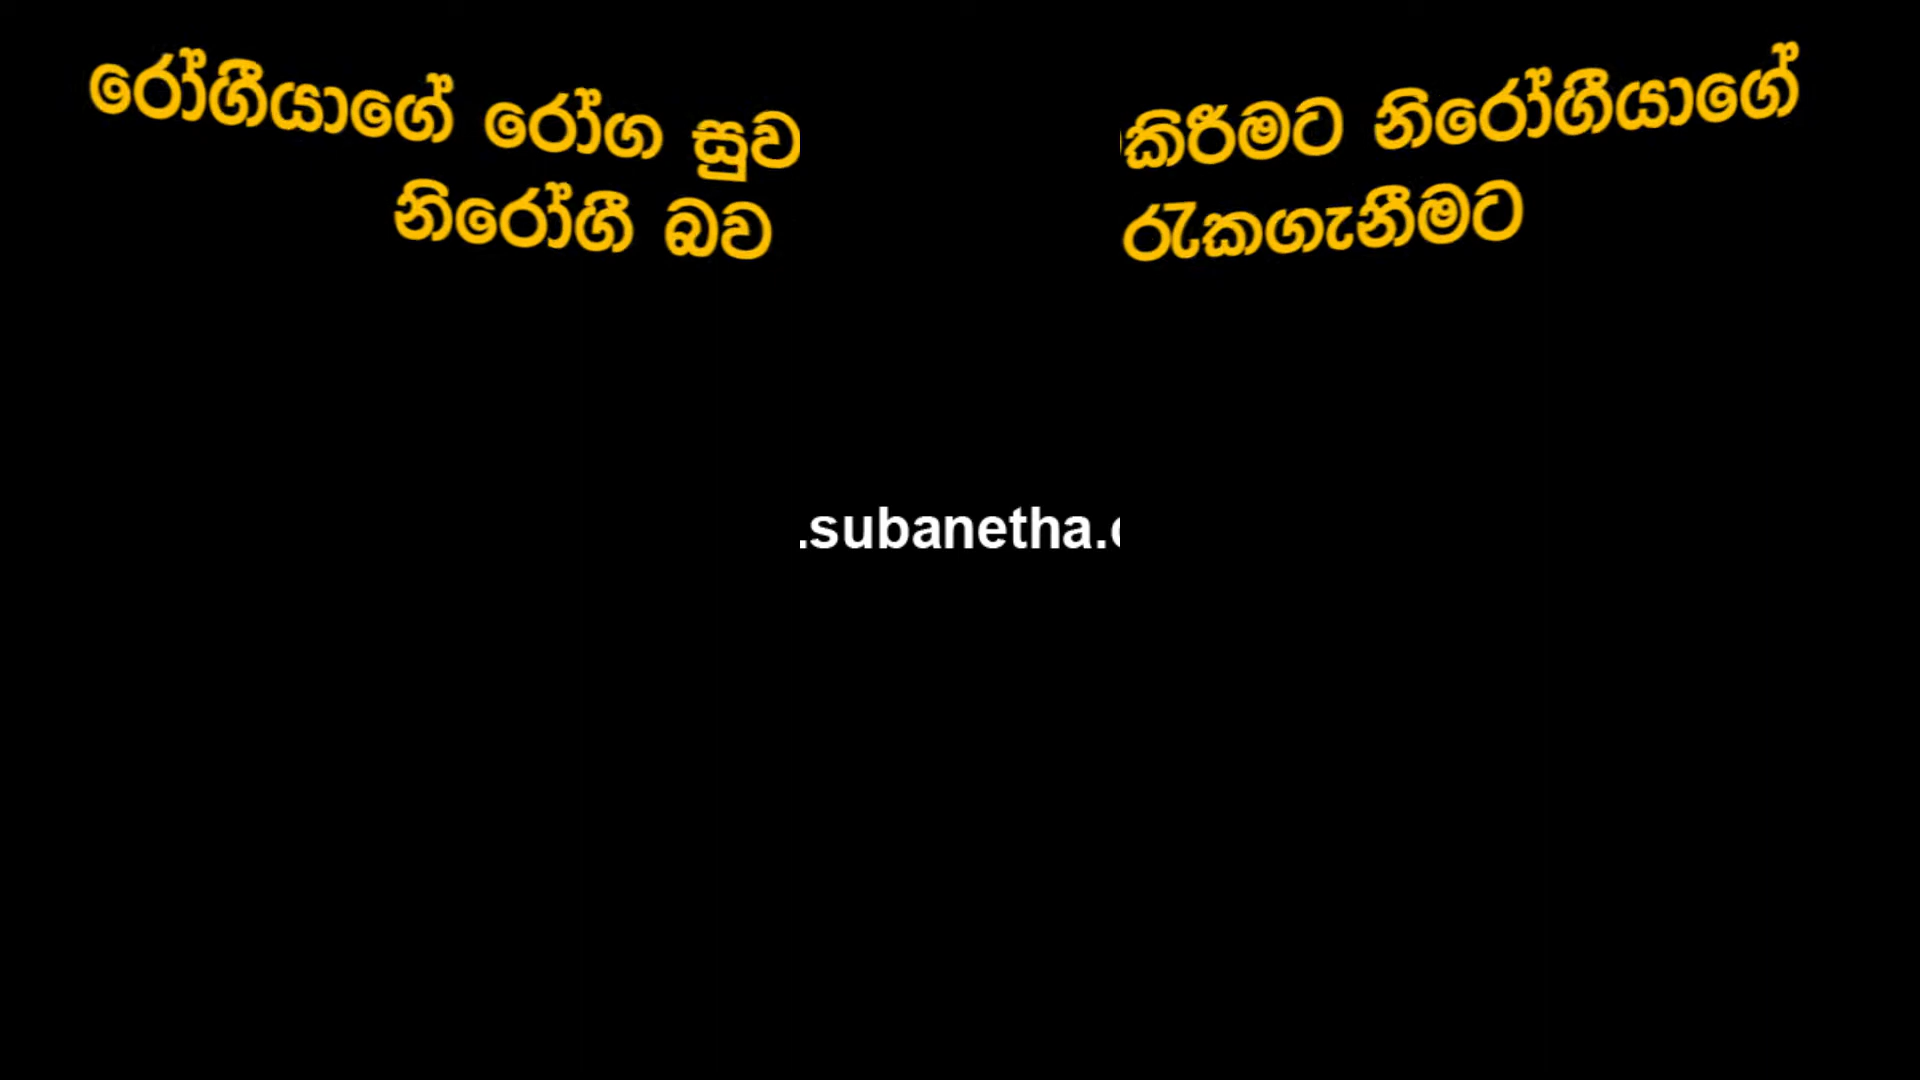 රෝගීයාගේ රෝග සුව කිරීමට නිරෝගීයාගේ
නිරෝගී බව රැකගැනීමට
.subanetha.